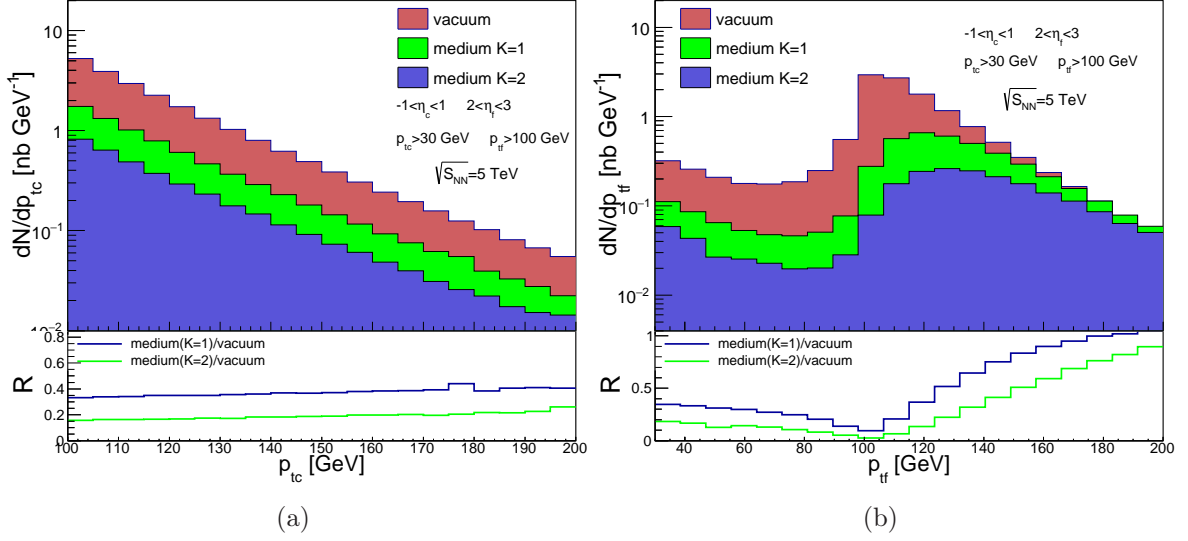 vacuum
medium K=1
medium K=2
-1<η_c<1 2<η_f<3
p_tc>30 GeV p_tf>100 GeV
√S_NN=5 TeV
dN/dp_tc [nb GeV⁻¹]
10
1
10⁻¹
10⁻²
medium(K=1)/vacuum
medium(K=2)/vacuum
R
0.8
0.6
0.4
0.2
0
100 110 120 130 140 150 160 170 180 190 200
p_tc [GeV]
(a)
vacuum
medium K=1
medium K=2
-1<η_c<1 2<η_f<3
p_tc>30 GeV p_tf>100 GeV
√S_NN=5 TeV
dN/dp_tf [nb GeV⁻¹]
10
1
10⁻¹
10⁻²
medium(K=1)/vacuum
medium(K=2)/vacuum
R
1
0.5
0
40 60 80 100 120 140 160 180 200
p_tf [GeV]
(b)